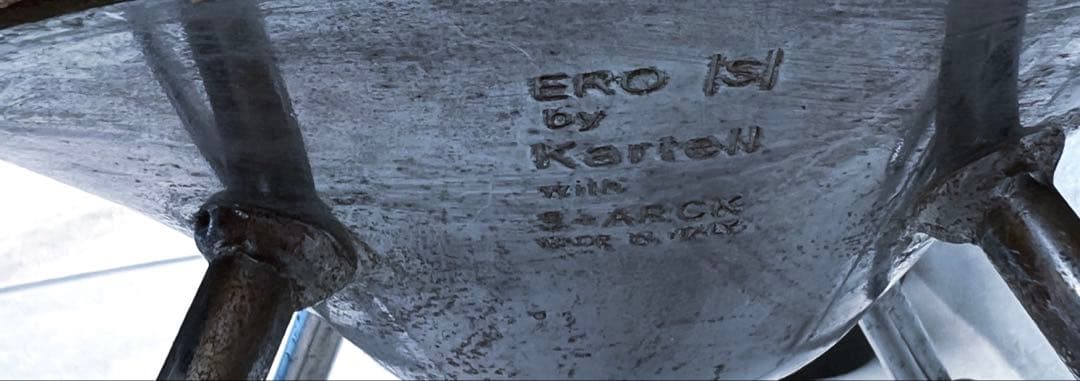 ERO |S|
by
Kartell
with
S+ARCK
MADE IN ITALY